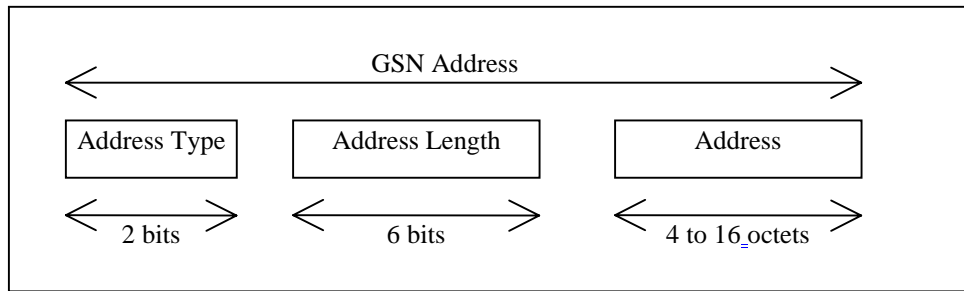 GSN Address
Address Type Address Length Address
2 bits 6 bits 4 to 16 octets